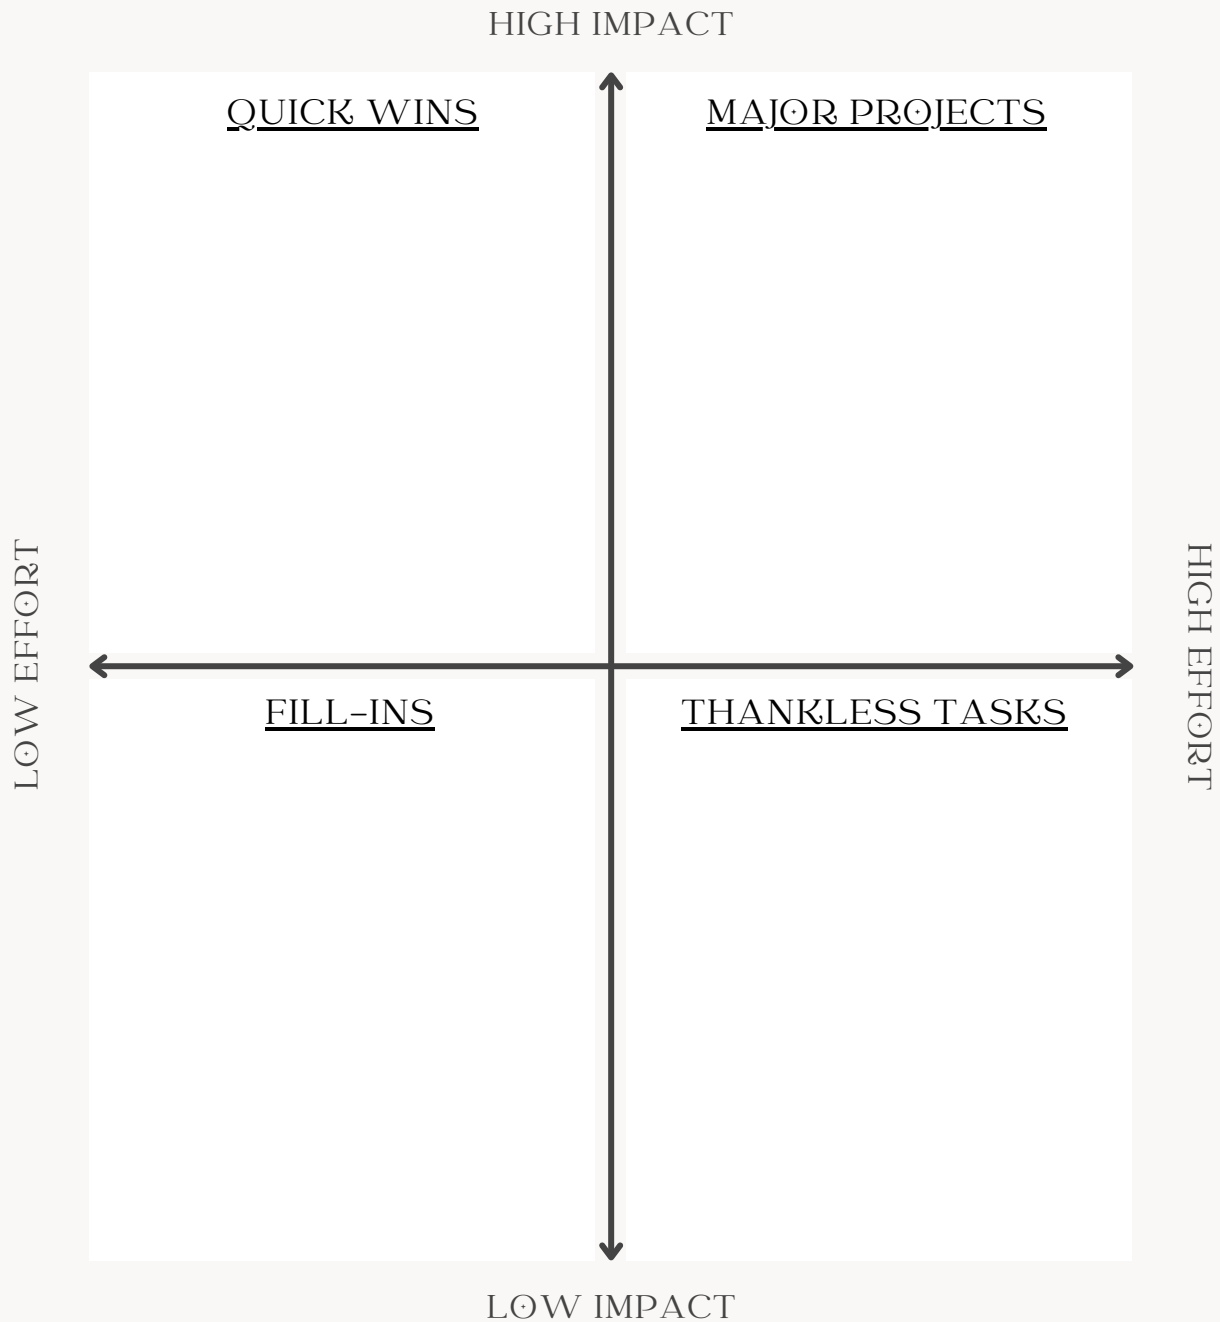 HIGH IMPACT
QUICK WINS
MAJOR PROJECTS
LOW EFFORT
HIGH EFFORT
FILL-INS
THANKLESS TASKS
LOW IMPACT